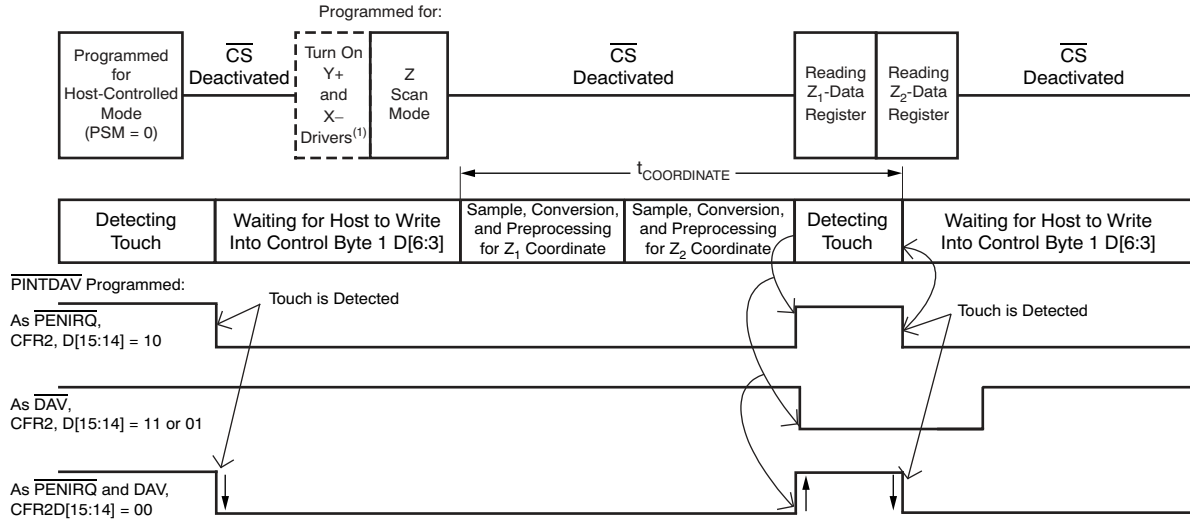 Programmed for:
Programmed
for
Host-Controlled
Mode
(PSM = 0)
CS
Deactivated
Turn On
Y+
and
X–
Drivers(1)
Z
Scan
Mode
CS
Deactivated
Reading
Z1-Data
Register
Reading
Z2-Data
Register
CS
Deactivated
tCOORDINATE
Detecting
Touch
Waiting for Host to Write
Into Control Byte 1 D[6:3]
Sample, Conversion,
and Preprocessing
for Z1 Coordinate
Sample, Conversion,
and Preprocessing
for Z2 Coordinate
Detecting
Touch
Waiting for Host to Write
Into Control Byte 1 D[6:3]
PINTDAV Programmed:
Touch is Detected
Touch is Detected
As PENIRQ,
CFR2, D[15:14] = 10
As DAV,
CFR2, D[15:14] = 11 or 01
As PENIRQ and DAV,
CFR2D[15:14] = 00